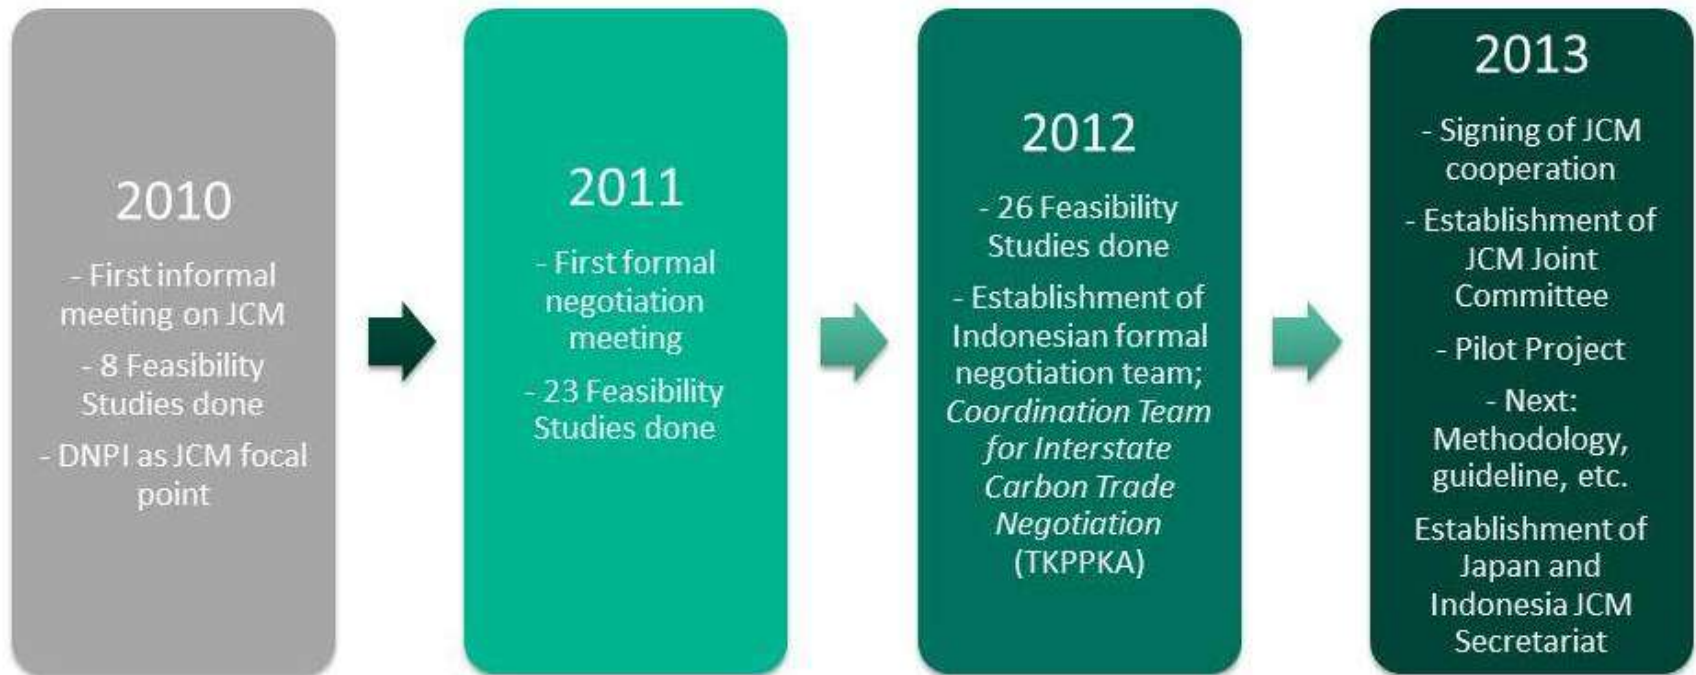 2010
- First informal
meeting on JCM
- 8 Feasibility
Studies done
- DNPI as JCM focal
point
2011
- First formal
negotiation
meeting
- 23 Feasibility
Studies done
2012
- 26 Feasibility
Studies done
- Establishment of
Indonesian formal
negotiation team;
Coordination Team
for Interstate
Carbon Trade
Negotiation
(TKPPKA)
2013
- Signing of JCM
cooperation
- Establishment of
JCM Joint
Committee
- Pilot Project
- Next:
Methodology,
guideline, etc.
Establishment of
Japan and
Indonesia JCM
Secretariat